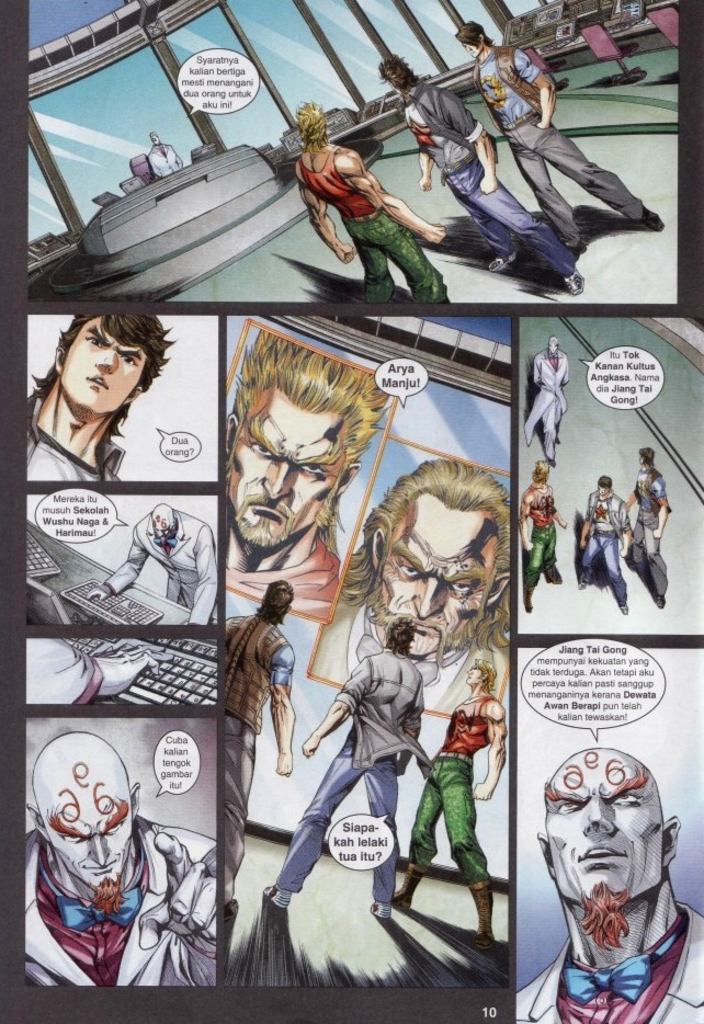 Syaratnya
kalian bertiga
mesti menangani
dua orang untuk
aku ini!
Dua
orang?
Mereka itu
musuh Sekolah
Wushu Naga &
Harimau!
Cuba
kalian
tengok
gambar
itu!
Arya
Manju!
Siapa-
kah lelaki
tua itu?
Itu Tok
Kanan Kultus
Angkasa. Nama
dia Jiang Tai
Gong!
Jiang Tai Gong
mempunyai kekuatan yang
tidak terduga. Akan tetapi aku
percaya kalian pasti sanggup
menanganinya kerana Dewata
Awan Berapi pun telah
kalian tewaskan!
10